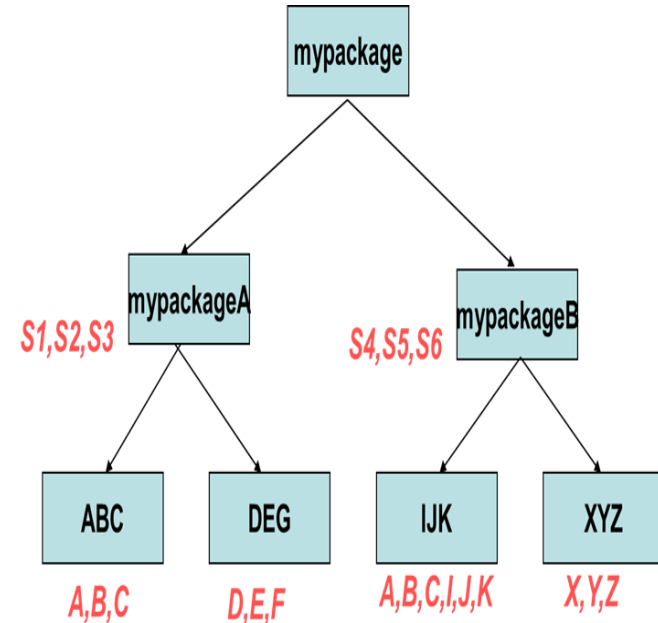 mypackage
mypackageA
mypackageB
S1,S2,S3
S4,S5,S6
ABC
DEG
IJK
XYZ
A,B,C
D,E,F
A,B,C,I,J,K
X,Y,Z